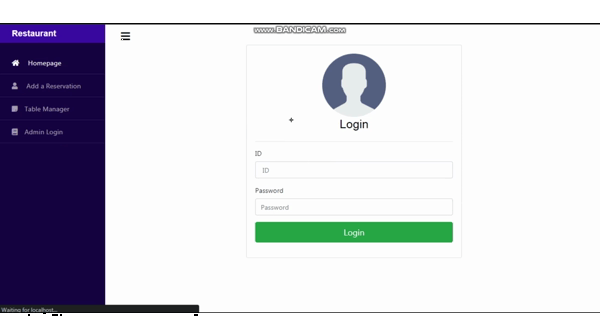 www.BANDICAM.com
Restaurant
Homepage
Add a Reservation
Table Manager
Admin Login
Login
ID
ID
Password
Password
Login
Waiting for localhost...